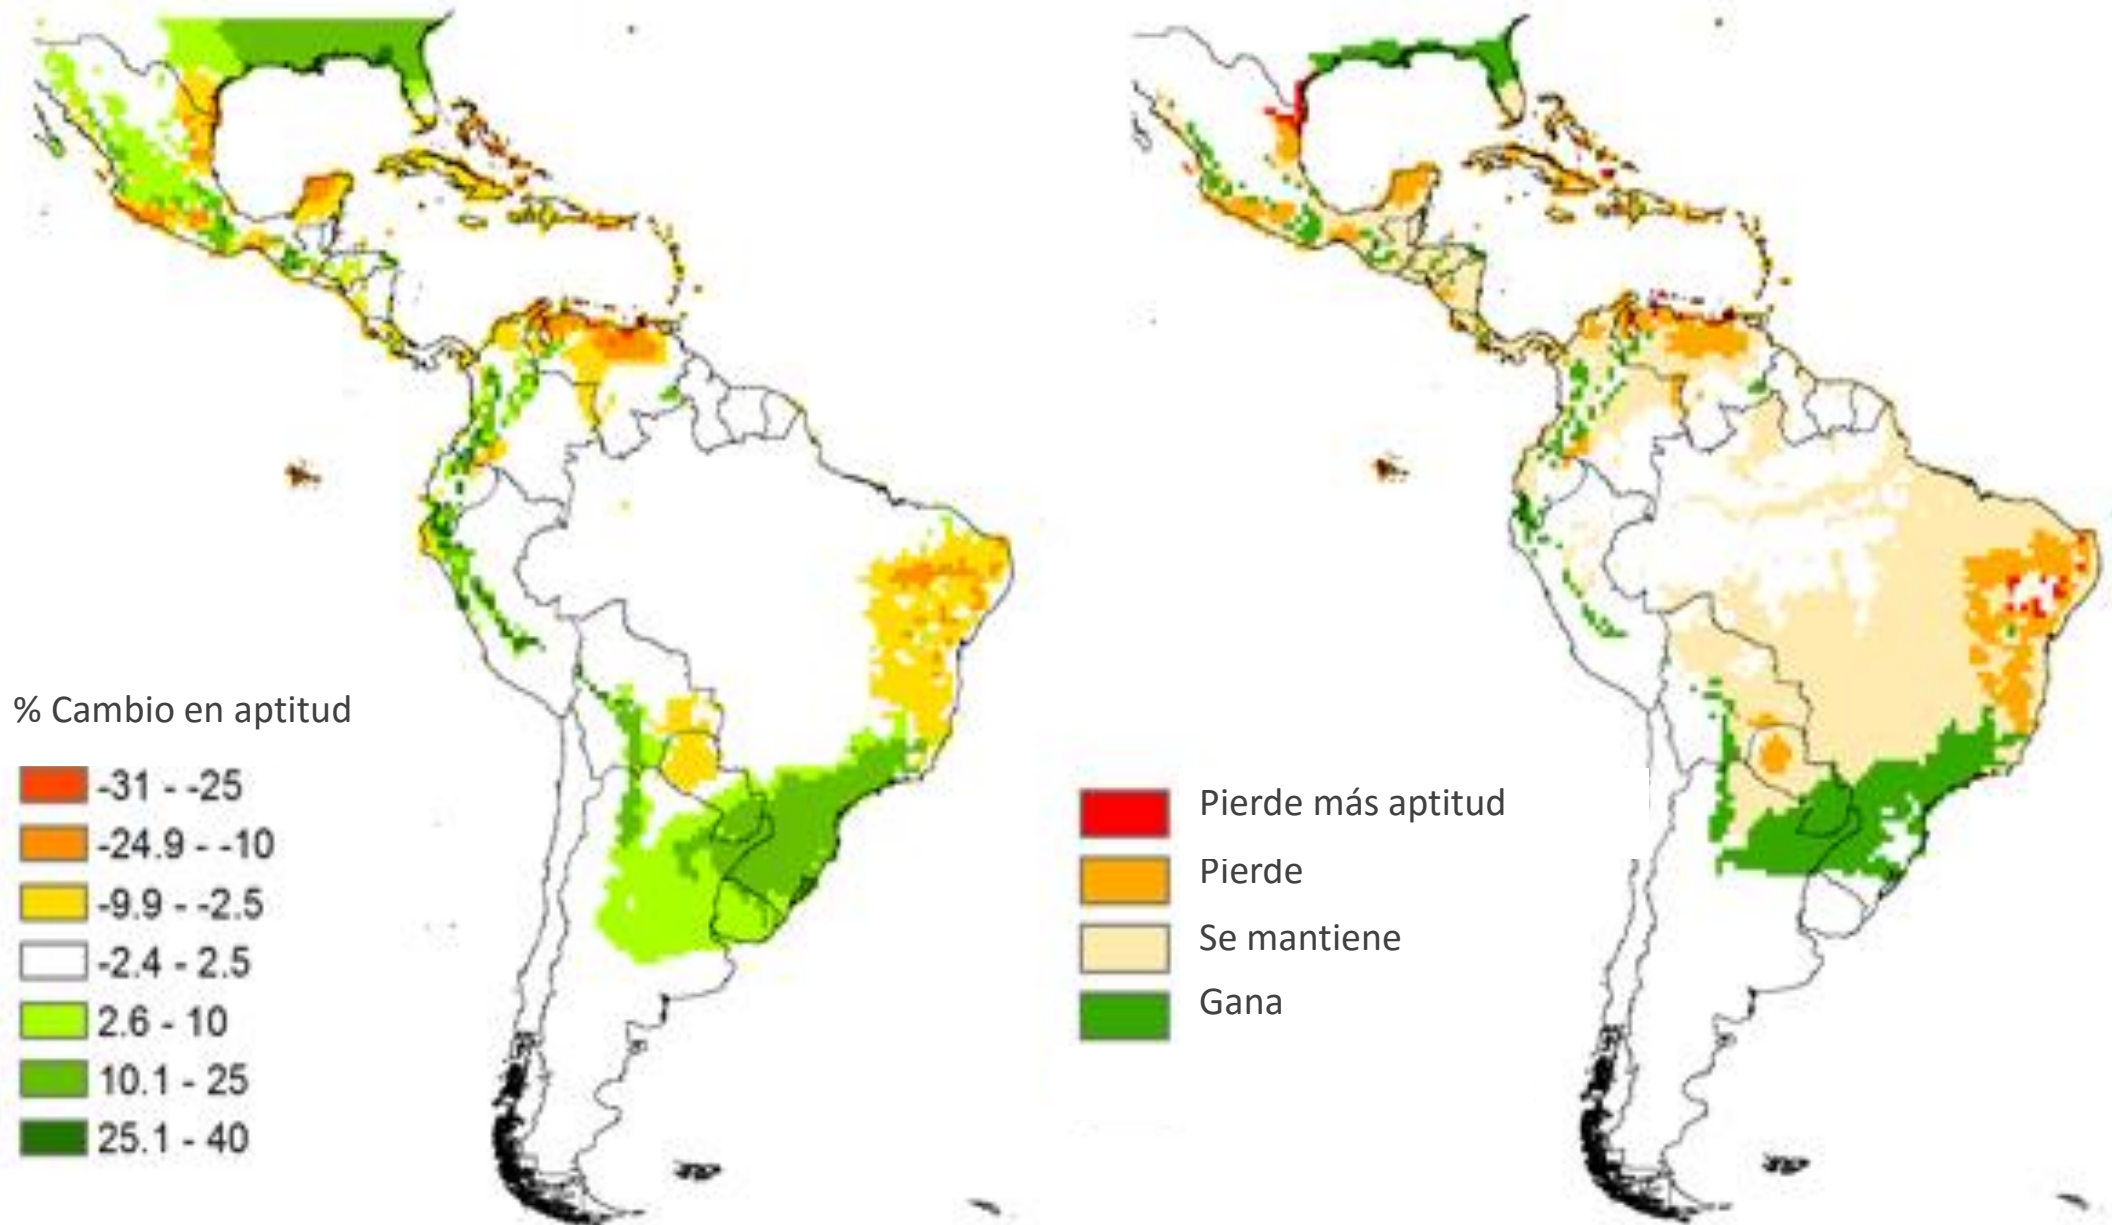 % Cambio en aptitud
-31 - -25
-24.9 - -10
-9.9 - -2.5
-2.4 - 2.5
2.6 - 10
10.1 - 25
25.1 - 40
Pierde más aptitud
Pierde
Se mantiene
Gana